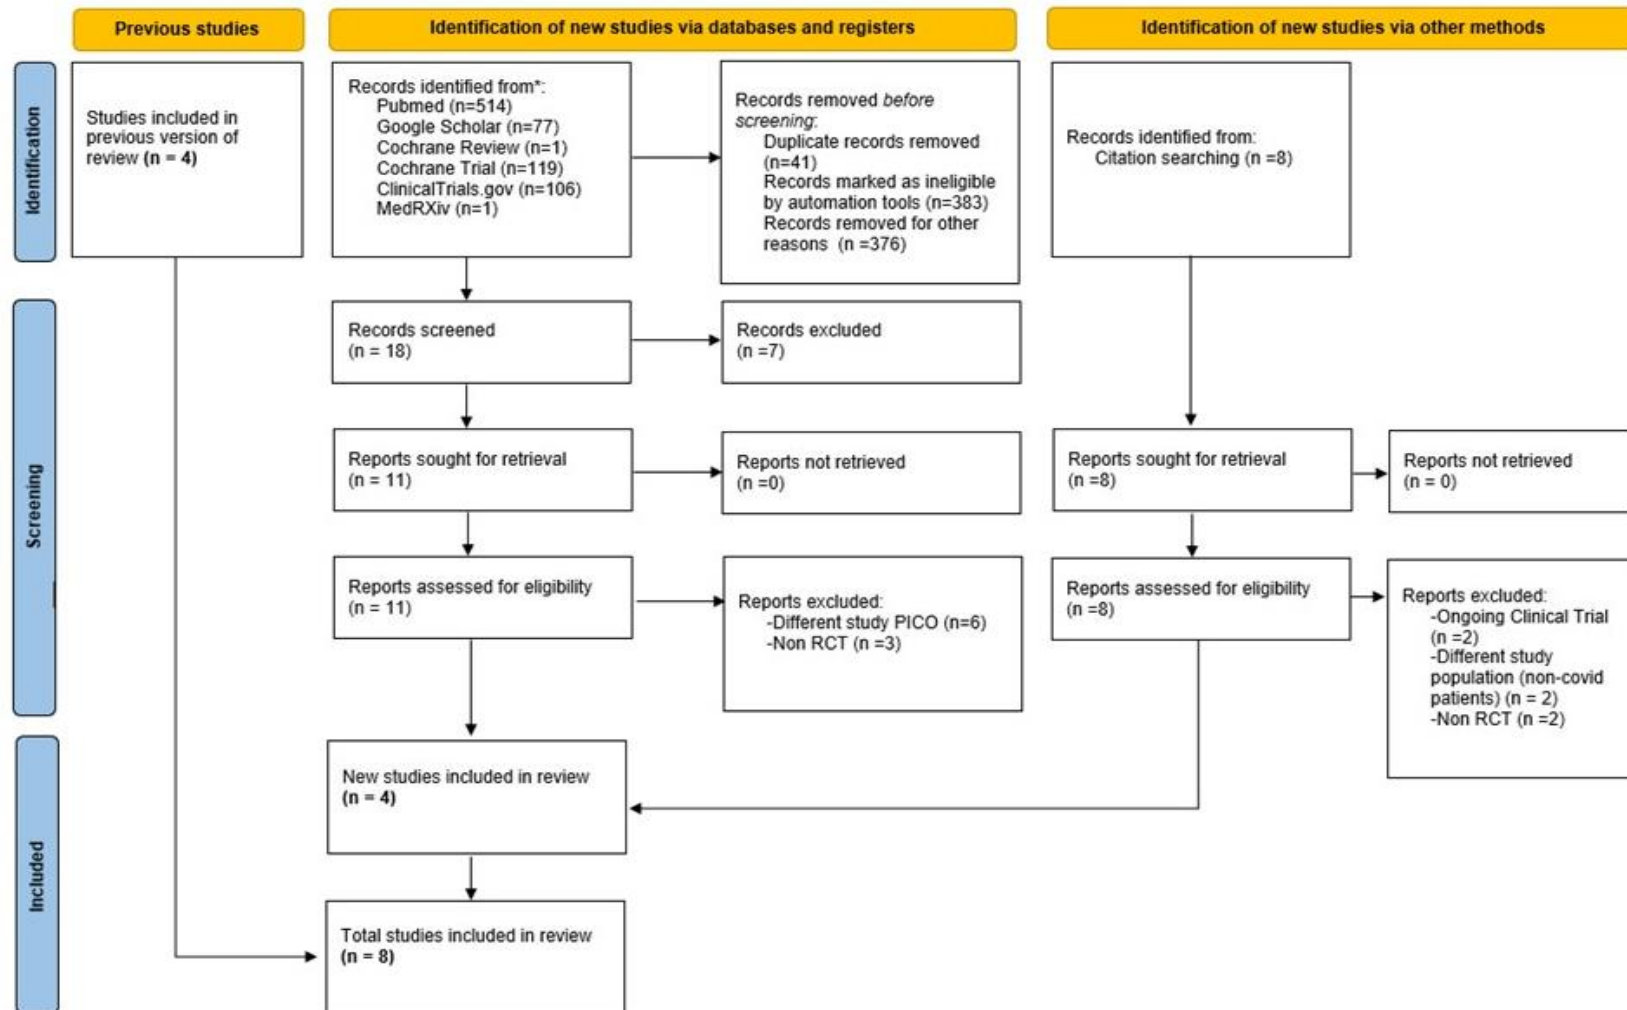 Previous studies
Identification of new studies via databases and registers
Identification of new studies via other methods
Identification
Studies included in
previous version of
review (n = 4)
Records identified from*:
Pubmed (n=514)
Google Scholar (n=77)
Cochrane Review (n=1)
Cochrane Trial (n=119)
ClinicalTrials.gov (n=106)
MedRXiv (n=1)
Records removed before
screening:
Duplicate records removed
(n=41)
Records marked as ineligible
by automation tools (n=383)
Records removed for other
reasons (n =376)
Records identified from:
Citation searching (n =8)
Screening
Records screened
(n = 18)
Records excluded
(n =7)
Reports sought for retrieval
(n = 11)
Reports not retrieved
(n =0)
Reports sought for retrieval
(n =8)
Reports not retrieved
(n = 0)
Reports assessed for eligibility
(n = 11)
Reports excluded:
-Different study PICO (n=6)
-Non RCT (n =3)
Reports assessed for eligibility
(n =8)
Reports excluded:
-Ongoing Clinical Trial
(n =2)
-Different study
population (non-covid
patients) (n = 2)
-Non RCT (n =2)
Included
New studies included in review
(n = 4)
Total studies included in review
(n = 8)